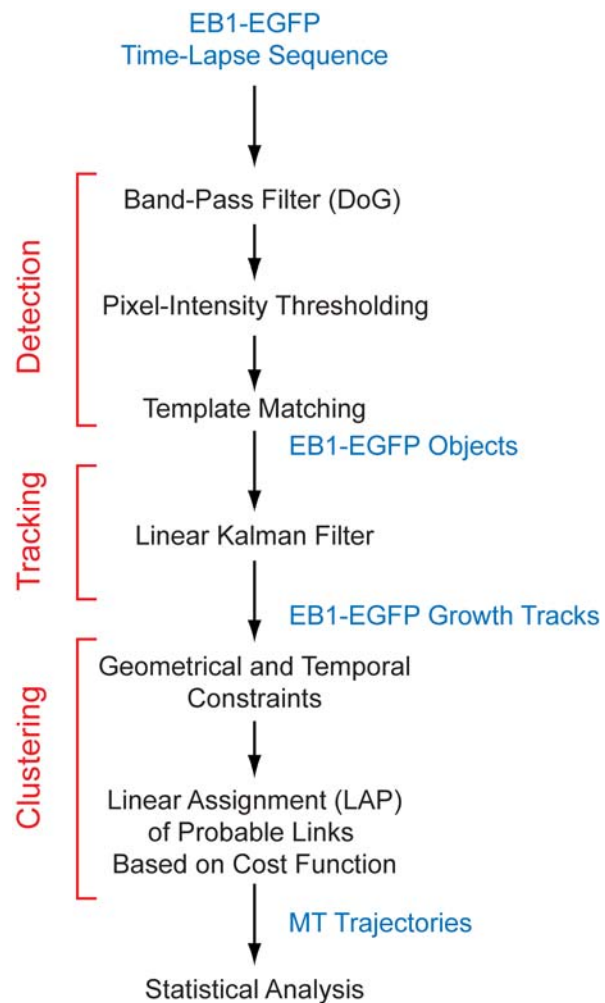 EB1-EGFP
Time-Lapse Sequence
Detection
Band-Pass Filter (DoG)
Pixel-Intensity Thresholding
Template Matching
EB1-EGFP Objects
Tracking
Linear Kalman Filter
EB1-EGFP Growth Tracks
Clustering
Geometrical and Temporal
Constraints
Linear Assignment (LAP)
of Probable Links
Based on Cost Function
MT Trajectories
Statistical Analysis